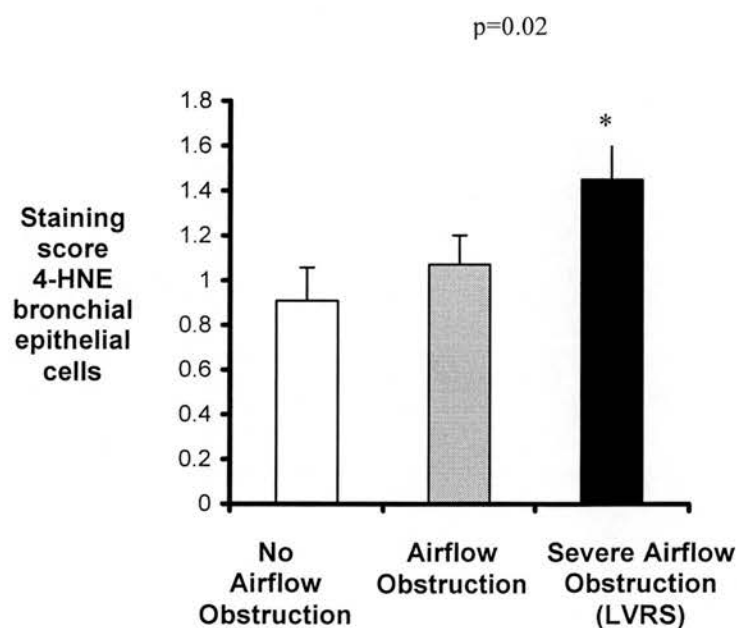 p=0.02
1.8
1.6
1.4
1.2
1
0.8
0.6
0.4
0.2
0
*
Staining
score
4-HNE
bronchial
epithelial
cells
No
Airflow
Obstruction
Airflow
Obstruction
Severe Airflow
Obstruction
(LVRS)